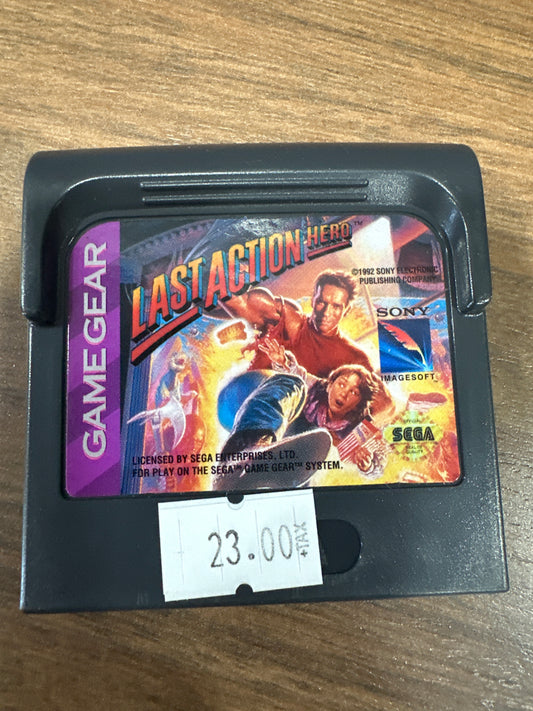 GAME GEAR
LAST ACTION HERO™
©1992 SONY ELECTRONIC
PUBLISHING COMPANY
SONY
IMAGESOFT
SEGA
LICENSED BY SEGA ENTERPRISES, LTD.
FOR PLAY ON THE SEGA™ GAME GEAR™ SYSTEM.
23.00
+TAX